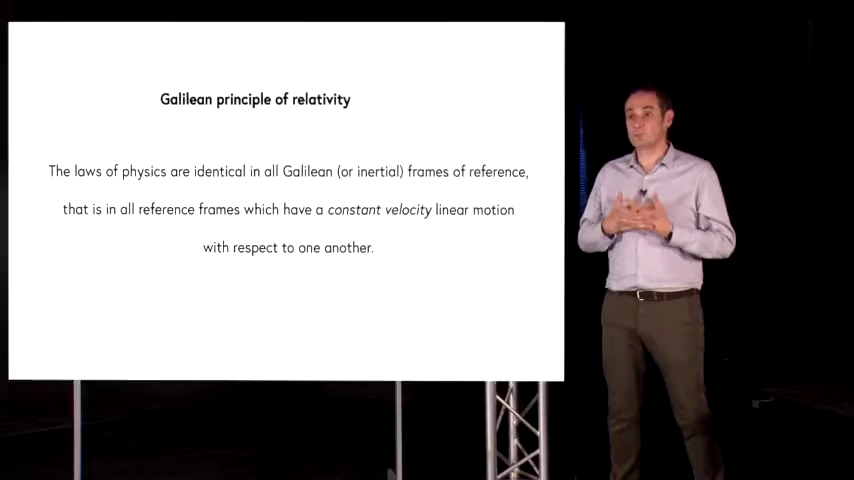 Galilean principle of relativity
The laws of physics are identical in all Galilean (or inertial) frames of reference,
that is in all reference frames which have a constant velocity linear motion
with respect to one another.